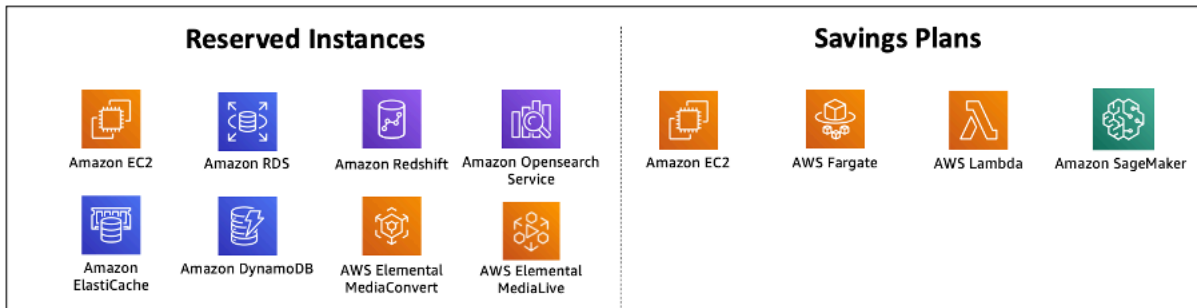 Reserved Instances
Savings Plans
Amazon EC2
Amazon RDS
Amazon Redshift
Amazon Opensearch
Service
Amazon EC2
AWS Fargate
AWS Lambda
Amazon SageMaker
Amazon
ElastiCache
Amazon DynamoDB
AWS Elemental
MediaConvert
AWS Elemental
MediaLive